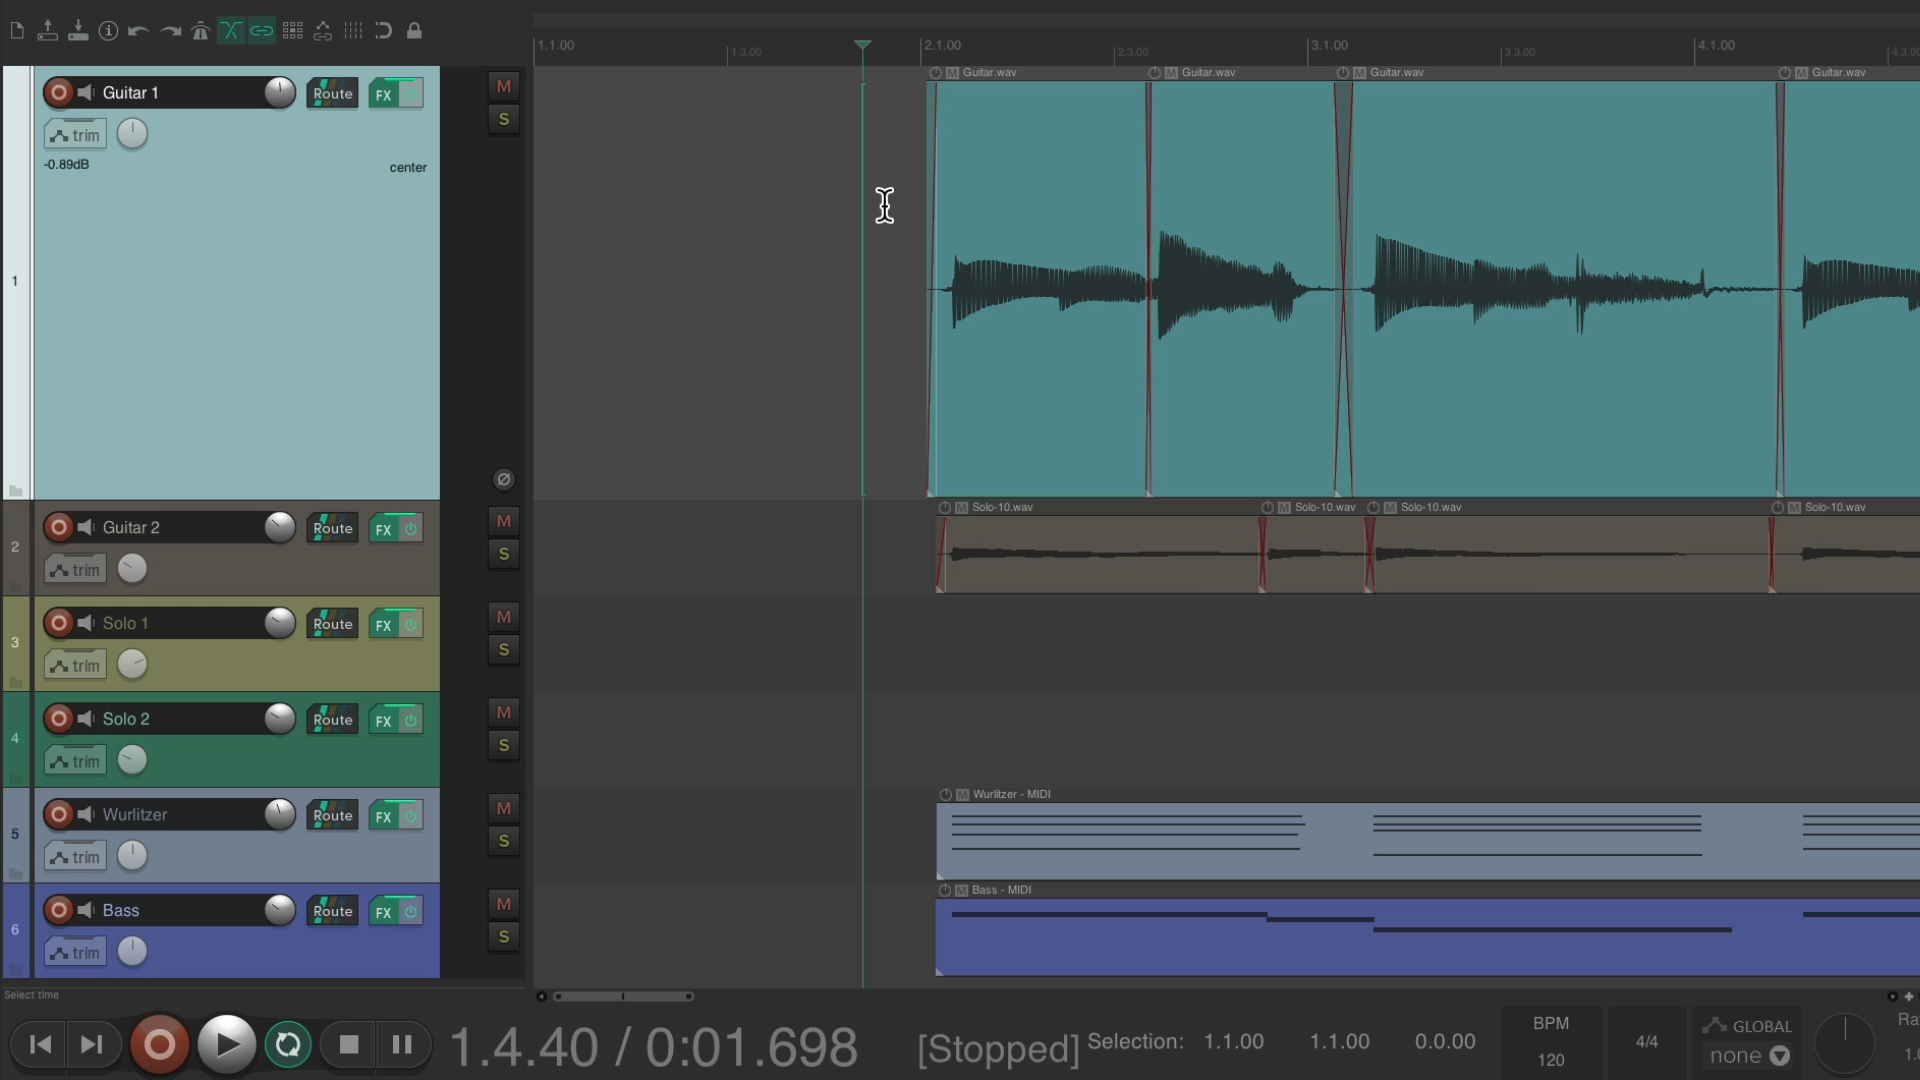 1.1.00
1.3.00
2.1.00
2.3.00
3.1.00
3.3.00
4.1.00
4.3.0
M Guitar.wav
M Guitar.wav
M Guitar.wav
M Guitar.wav
1
Guitar 1
Route
FX
M
S
trim
-0.89dB
center
2
Guitar 2
Route
FX
M
S
trim
M Solo-10.wav
M Solo-10.wav
M Solo-10.wav
M Solo-10.wav
3
Solo 1
Route
FX
M
S
trim
4
Solo 2
Route
FX
M
S
trim
5
Wurlitzer
Route
FX
M
S
trim
M Wurlitzer - MIDI
6
Bass
Route
FX
M
S
trim
M Bass - MIDI
Select time
1.4.40 / 0:01.698
[Stopped]
Selection:
1.1.00
1.1.00
0.0.00
BPM
120
4/4
GLOBAL
none
Ra
1.